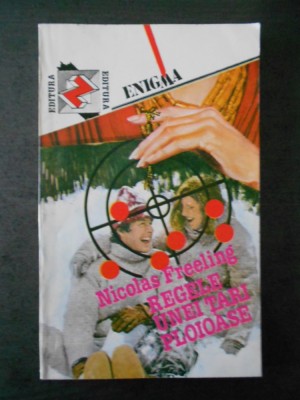 EDITURA
Z
EDITURA
ENIGMA
Nicolas Freeling
REGELE
UNEI ŢĂRI
PLOIOASE